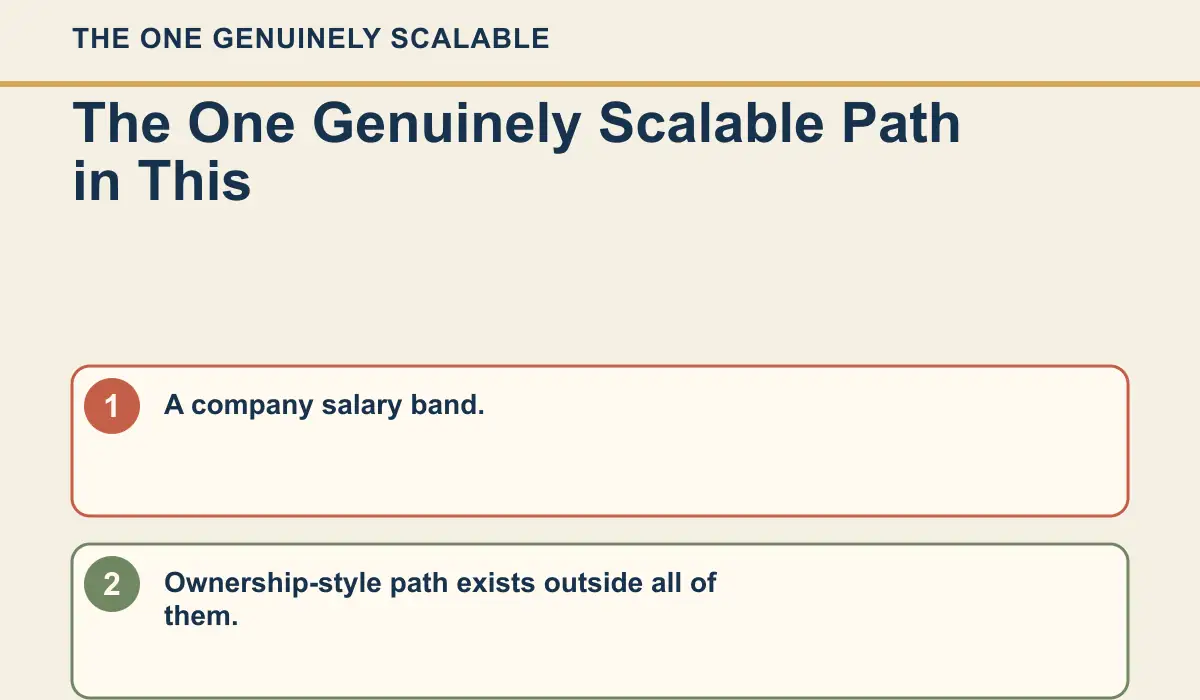 THE ONE GENUINELY SCALABLE
The One Genuinely Scalable Path
in This
1
A company salary band.
2
Ownership-style path exists outside all of
them.